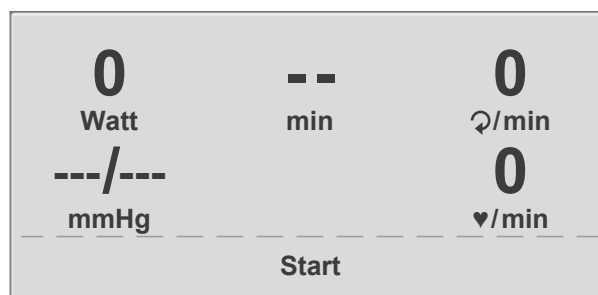 0 -- 0
Watt min ⟳/min
---/--- 0
mmHg ♥/min
Start